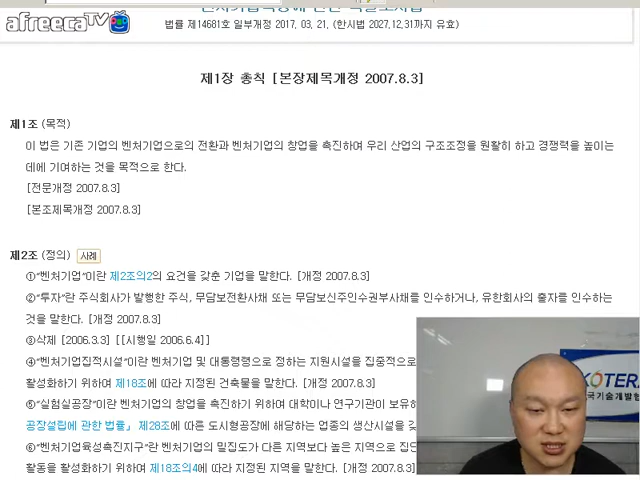 afreecaTV
법률 제14681호 일부개정 2017. 03. 21. (한시법 2027.12.31까지 유효)
제1장 총칙 [본장제목개정 2007.8.3]
제1조 (목적)
이 법은 기존 기업의 벤처기업으로의 전환과 벤처기업의 창업을 촉진하여 우리 산업의 구조조정을 원활히 하고 경쟁력을 높이는
데에 기여하는 것을 목적으로 한다.
[전문개정 2007.8.3]
[본조제목개정 2007.8.3]
제2조 (정의) 사례
①"벤처기업"이란 제2조의2의 요건을 갖춘 기업을 말한다. [개정 2007.8.3]
②"투자"란 주식회사가 발행한 주식, 무담보전환사채 또는 무담보신주인수권부사채를 인수하거나, 유한회사의 출자를 인수하는
것을 말한다. [개정 2007.8.3]
③삭제 [2006.3.3] [[시행일 2006.6.4]]
④"벤처기업집적시설"이란 벤처기업 및 대통령령으로 정하는 지원시설을 집중적으로
활성화하기 위하여 제18조에 따라 지정된 건축물을 말한다. [개정 2007.8.3]
⑤"실험실공장"이란 벤처기업의 창업을 촉진하기 위하여 대학이나 연구기관이 보유하
공장설립에 관한 법률」 제28조에 따른 도시형공장에 해당하는 업종의 생산시설을 갖
⑥"벤처기업육성촉진지구"란 벤처기업의 밀집도가 다른 지역보다 높은 지역으로 집단
활동을 활성화하기 위하여 제18조의4에 따라 지정된 지역을 말한다. [개정 2007.8.3]
KOTERA
국기술개발협